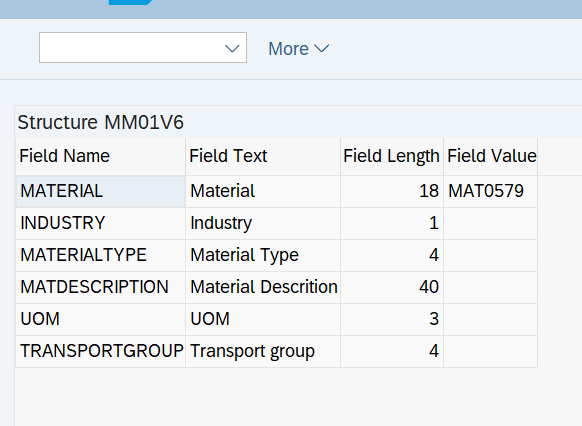 More
Structure MM01V6
Field Name Field Text Field Length Field Value
MATERIAL Material 18 MAT0579
INDUSTRY Industry 1
MATERIALTYPE Material Type 4
MATDESCRIPTION Material Descrition 40
UOM UOM 3
TRANSPORTGROUP Transport group 4